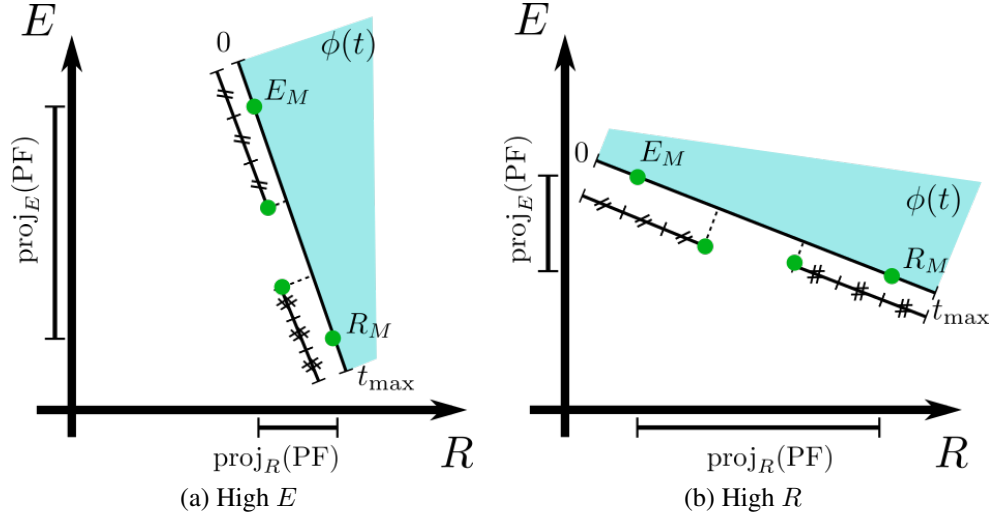 E
0
ϕ(t)
E_M
proj_E(PF)
R_M
t_max
proj_R(PF)
R
(a) High E
E
0
E_M
ϕ(t)
proj_E(PF)
R_M
t_max
proj_R(PF)
R
(b) High R